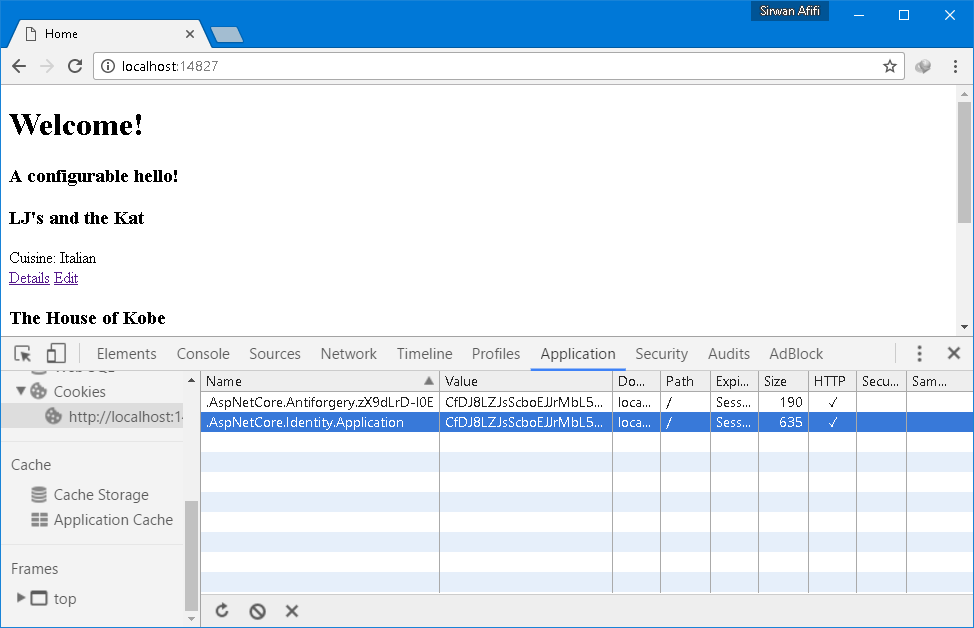 Sirwan Afifi
Home
localhost:14827
Welcome!
A configurable hello!
LJ's and the Kat
Cuisine: Italian
Details Edit
The House of Kobe
Elements Console Sources Network Timeline Profiles Application Security Audits AdBlock
Cookies
http://localhost:14
Cache
Cache Storage
Application Cache
Frames
top
Name Value Do... Path Expi... Size HTTP Secu... Sam...
.AspNetCore.Antiforgery.zX9dLrD-I0E CfDJ8LZJsScboEJJrMbL5... loca... / Sess... 190 ✓
.AspNetCore.Identity.Application CfDJ8LZJsScboEJJrMbL5... loca... / Sess... 635 ✓